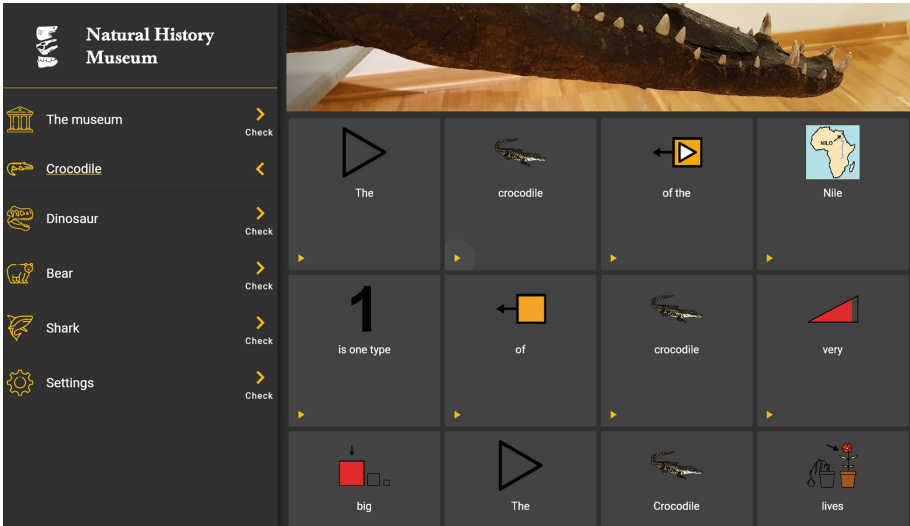 Natural History
Museum
The museum
Check
Crocodile
Dinosaur
Check
Bear
Check
Shark
Check
Settings
Check
The
crocodile
of the
NILO
Nile
1
is one type
of
crocodile
very
big
The
Crocodile
lives